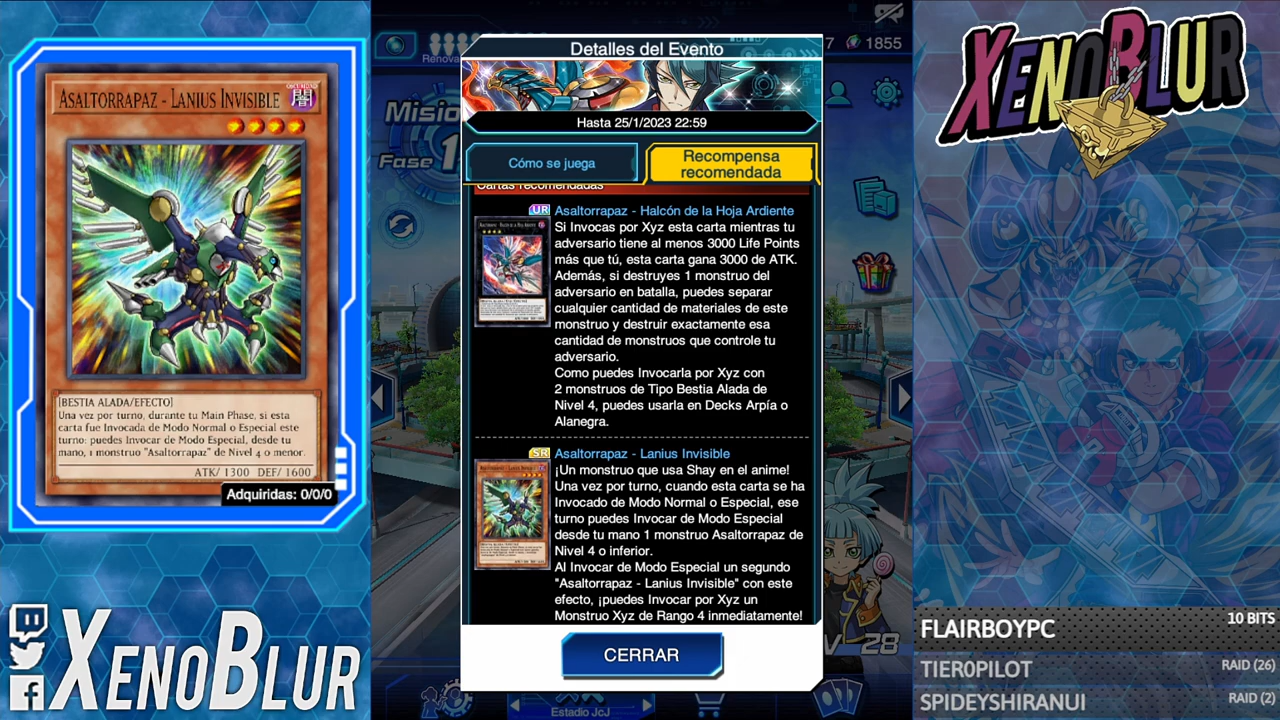 ASALTORRAPAZ - LANIUS INVISIBLE
OSCURIDAD
闇
[BESTIA ALADA/EFECTO]
Una vez por turno, durante tu Main Phase, si esta
carta fue Invocada de Modo Normal o Especial este
turno: puedes Invocar de Modo Especial, desde tu
mano, 1 monstruo "Asaltorrapaz" de Nivel 4 o menor.
ATK/ 1300 DEF/ 1600
Adquiridas: 0/0/0
XENOBLUR
Renova
Misio
Fase 1
7
1855
Detalles del Evento
Hasta 25/1/2023 22:59
Cómo se juega
Recompensa
recomendada
Cartas recomendadas
UR
Asaltorrapaz - Halcón de la Hoja Ardiente
Si Invocas por Xyz esta carta mientras tu
adversario tiene al menos 3000 Life Points
más que tú, esta carta gana 3000 de ATK.
Además, si destruyes 1 monstruo del
adversario en batalla, puedes separar
cualquier cantidad de materiales de este
monstruo y destruir exactamente esa
cantidad de monstruos que controle tu
adversario.
Como puedes Invocarla por Xyz con
2 monstruos de Tipo Bestia Alada de
Nivel 4, puedes usarla en Decks Arpía o
Alanegra.
SR
Asaltorrapaz - Lanius Invisible
¡Un monstruo que usa Shay en el anime!
Una vez por turno, cuando esta carta se ha
Invocado de Modo Normal o Especial, ese
turno puedes Invocar de Modo Especial
desde tu mano 1 monstruo Asaltorrapaz de
Nivel 4 o inferior.
Al Invocar de Modo Especial un segundo
"Asaltorrapaz - Lanius Invisible" con este
efecto, ¡puedes Invocar por Xyz un
Monstruo Xyz de Rango 4 inmediatamente!
CERRAR
28
Estadio JcJ
XENOBLUR
FLAIRBOYPC 10 BITS
TIER0PILOT RAID (26)
SPIDEYSHIRANUI RAID (2)